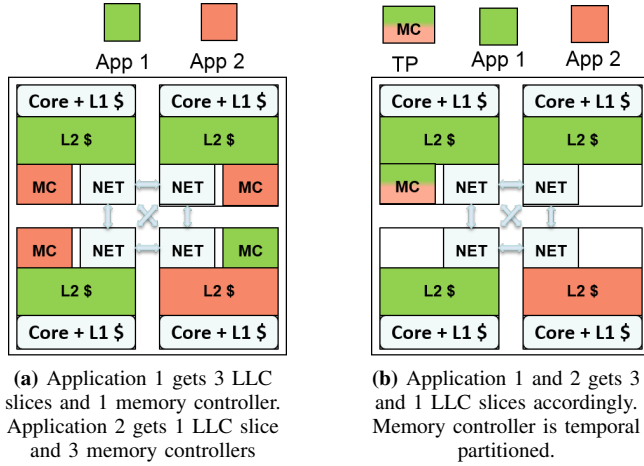 App 1
App 2
Core + L1 $
Core + L1 $
L2 $
L2 $
MC
NET
NET
MC
MC
NET
NET
MC
L2 $
L2 $
Core + L1 $
Core + L1 $
(a) Application 1 gets 3 LLC
slices and 1 memory controller.
Application 2 gets 1 LLC slice
and 3 memory controllers
MC
TP
App 1
App 2
Core + L1 $
Core + L1 $
L2 $
L2 $
MC
NET
NET
NET
NET
L2 $
L2 $
Core + L1 $
Core + L1 $
(b) Application 1 and 2 gets 3
and 1 LLC slices accordingly.
Memory controller is temporal
partitioned.